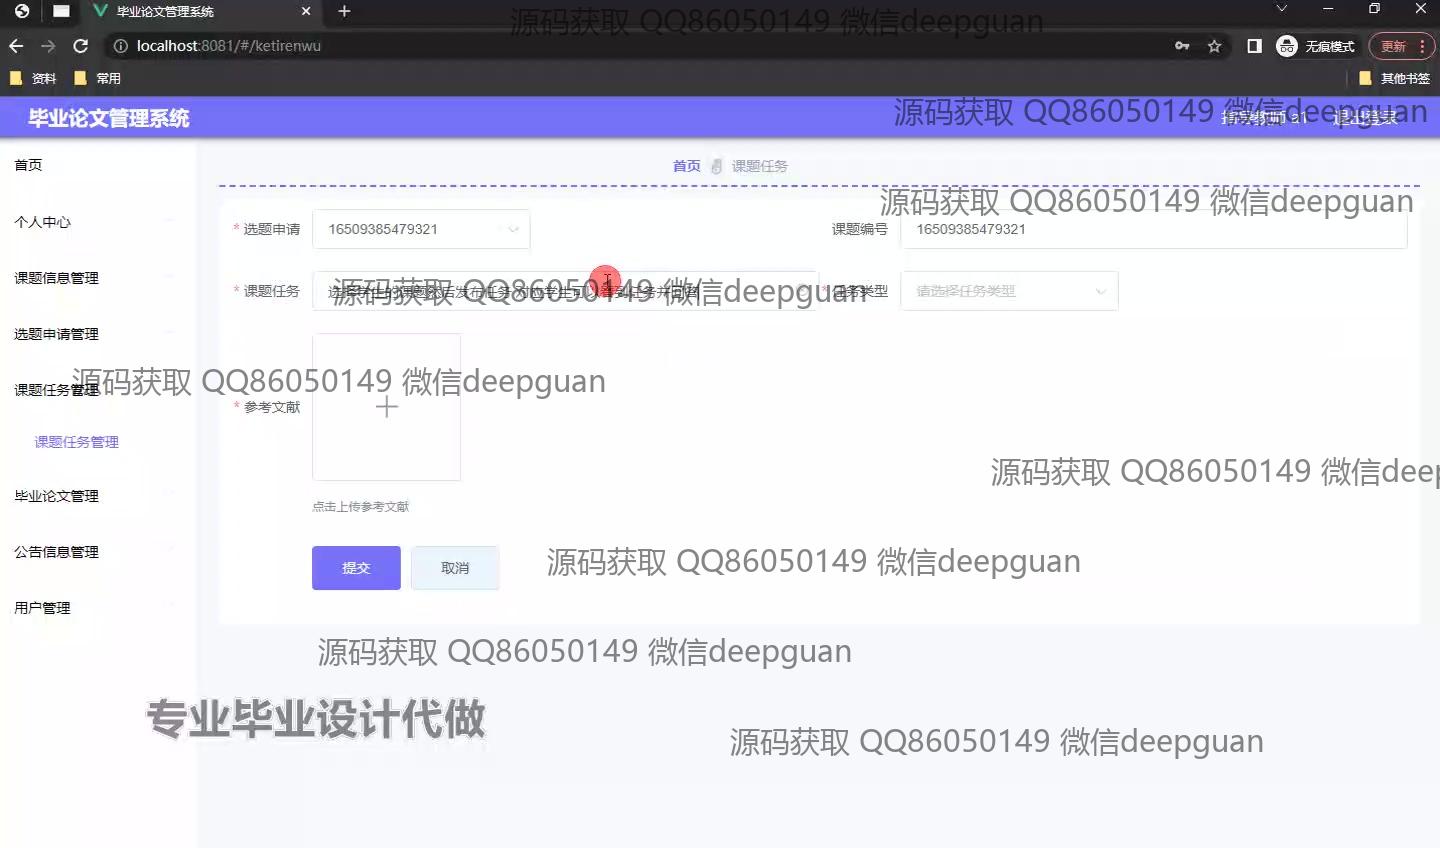 毕业论文管理系统
源码获取 QQ86050149 微信deepguan
localhost:8081/#/ketirenwu
无痕模式
更新
资料
常用
其他书签
毕业论文管理系统
源码获取 QQ86050149 微信deepguan
退出登录
首页
首页
课题任务
个人中心
源码获取 QQ86050149 微信deepguan
* 选题申请
16509385479321
课题编号
16509385479321
课题信息管理
* 课题任务
源码获取 QQ86050149 微信deepguan
* 任务类型
请选择任务类型
选题申请管理
课题任务管理
源码获取 QQ86050149 微信deepguan
* 参考文献
课题任务管理
源码获取 QQ86050149 微信deep
毕业论文管理
点击上传参考文献
公告信息管理
提交
取消
源码获取 QQ86050149 微信deepguan
用户管理
源码获取 QQ86050149 微信deepguan
专业毕业设计代做
源码获取 QQ86050149 微信deepguan